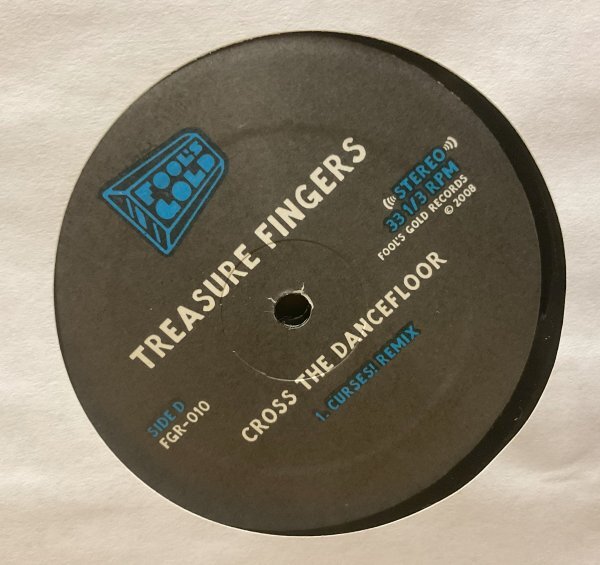 FOOL'S
GOLD
TREASURE FINGERS
(((STEREO)))
33 1/3 RPM
FOOL'S GOLD RECORDS
© 2008
SIDE D
FGR-010
CROSS THE DANCEFLOOR
1. CURSES! REMIX